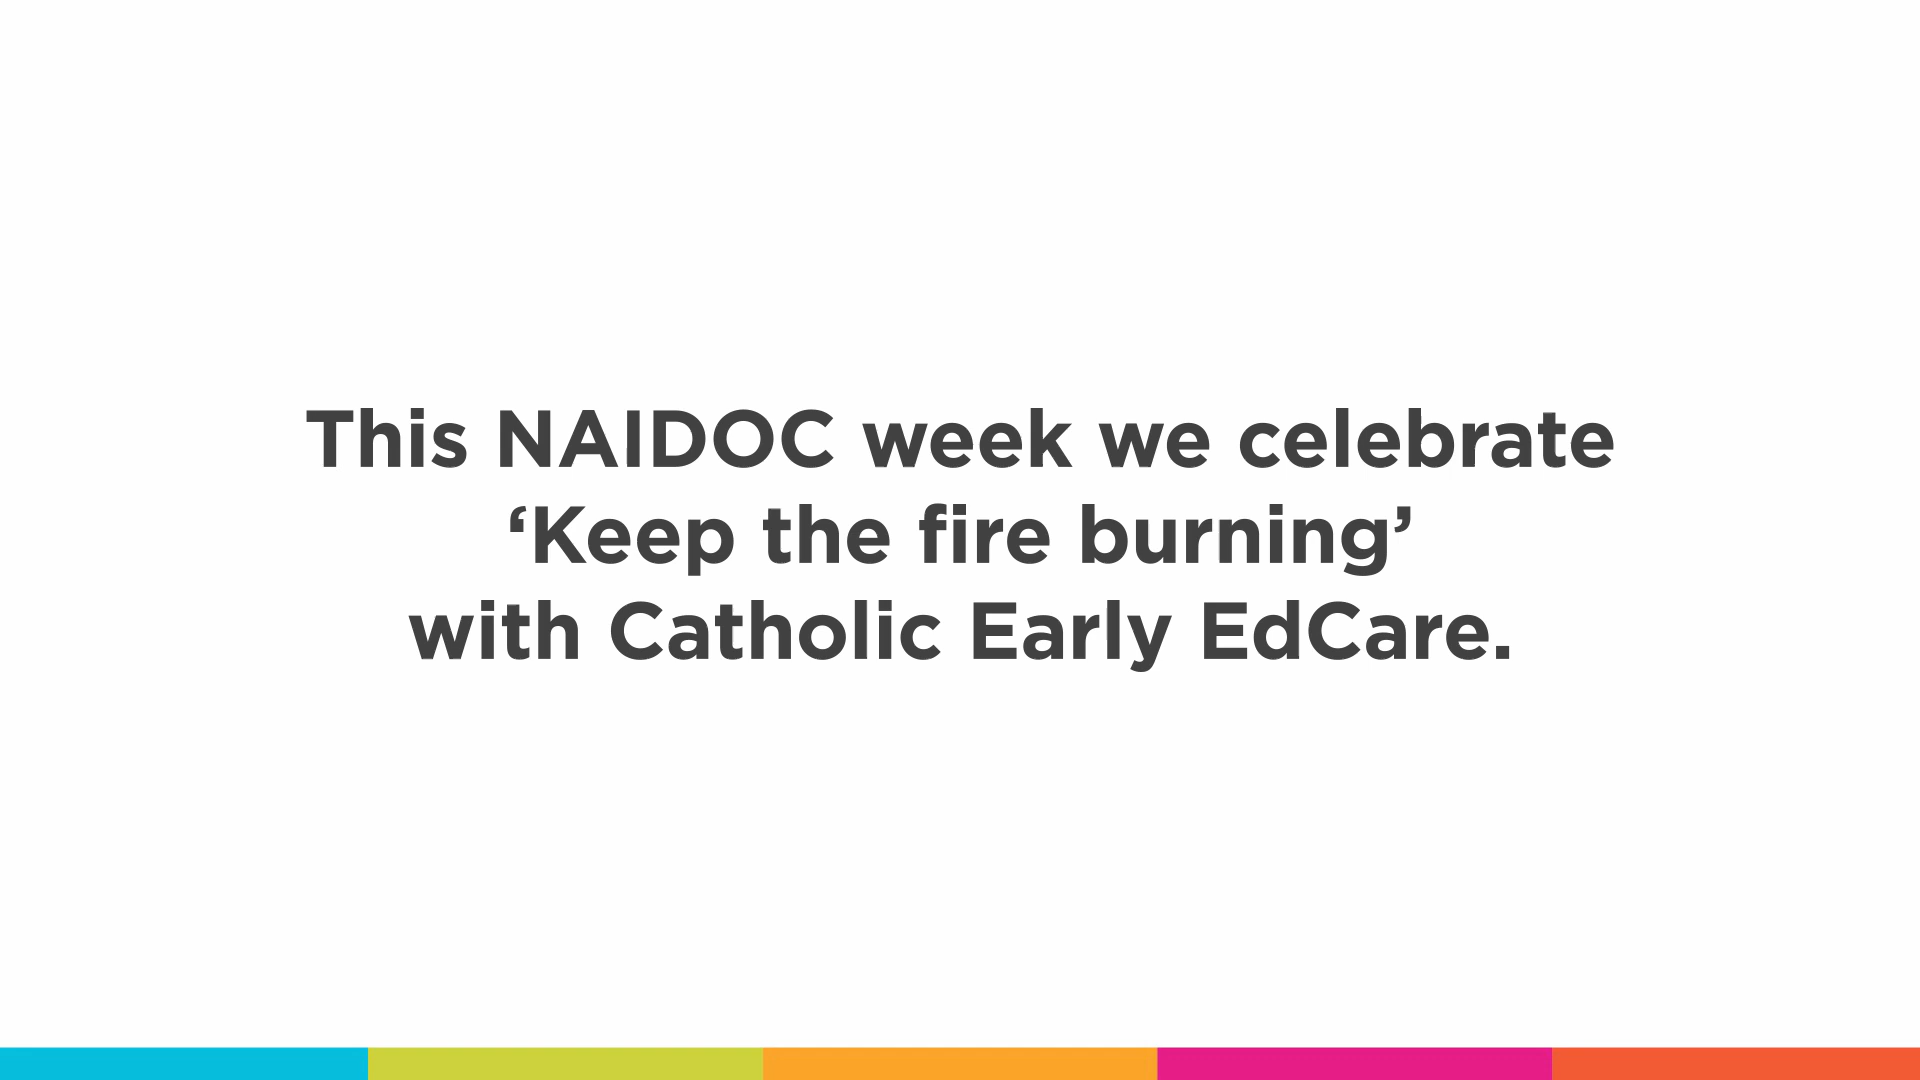 This NAIDOC week we celebrate
‘Keep the fire burning’
with Catholic Early EdCare.